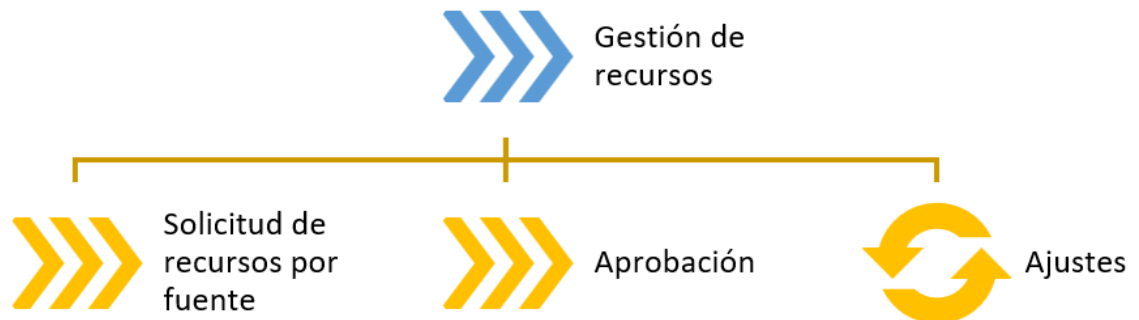 Gestión de
recursos
Solicitud de
recursos por
fuente
Aprobación
Ajustes